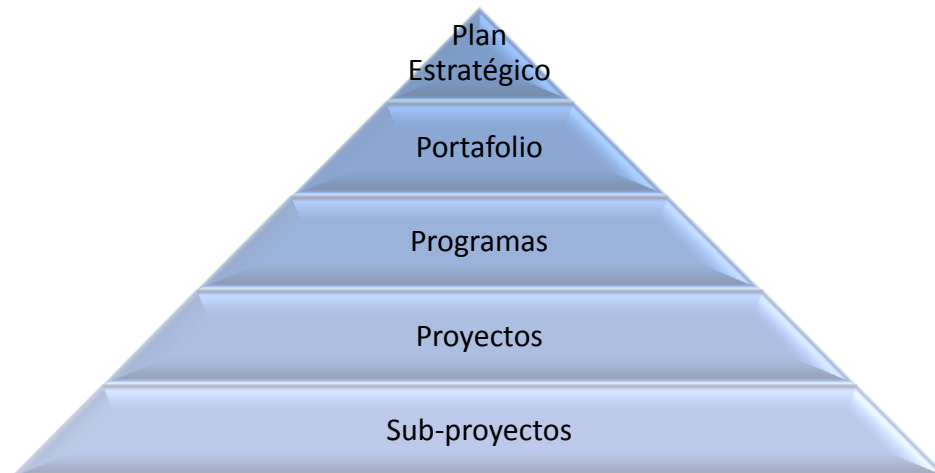 Plan
Estratégico
Portafolio
Programas
Proyectos
Sub-proyectos